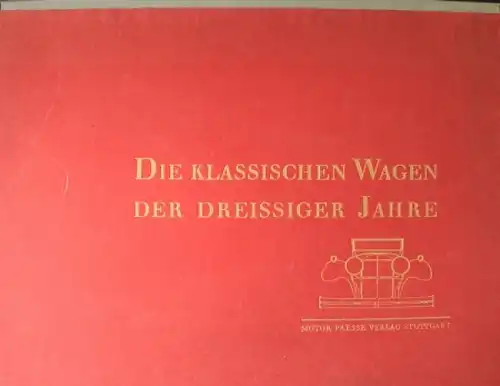 DIE KLASSISCHEN WAGEN
DER DREISSIGER JAHRE
MOTOR PRESSE VERLAG STUTTGART